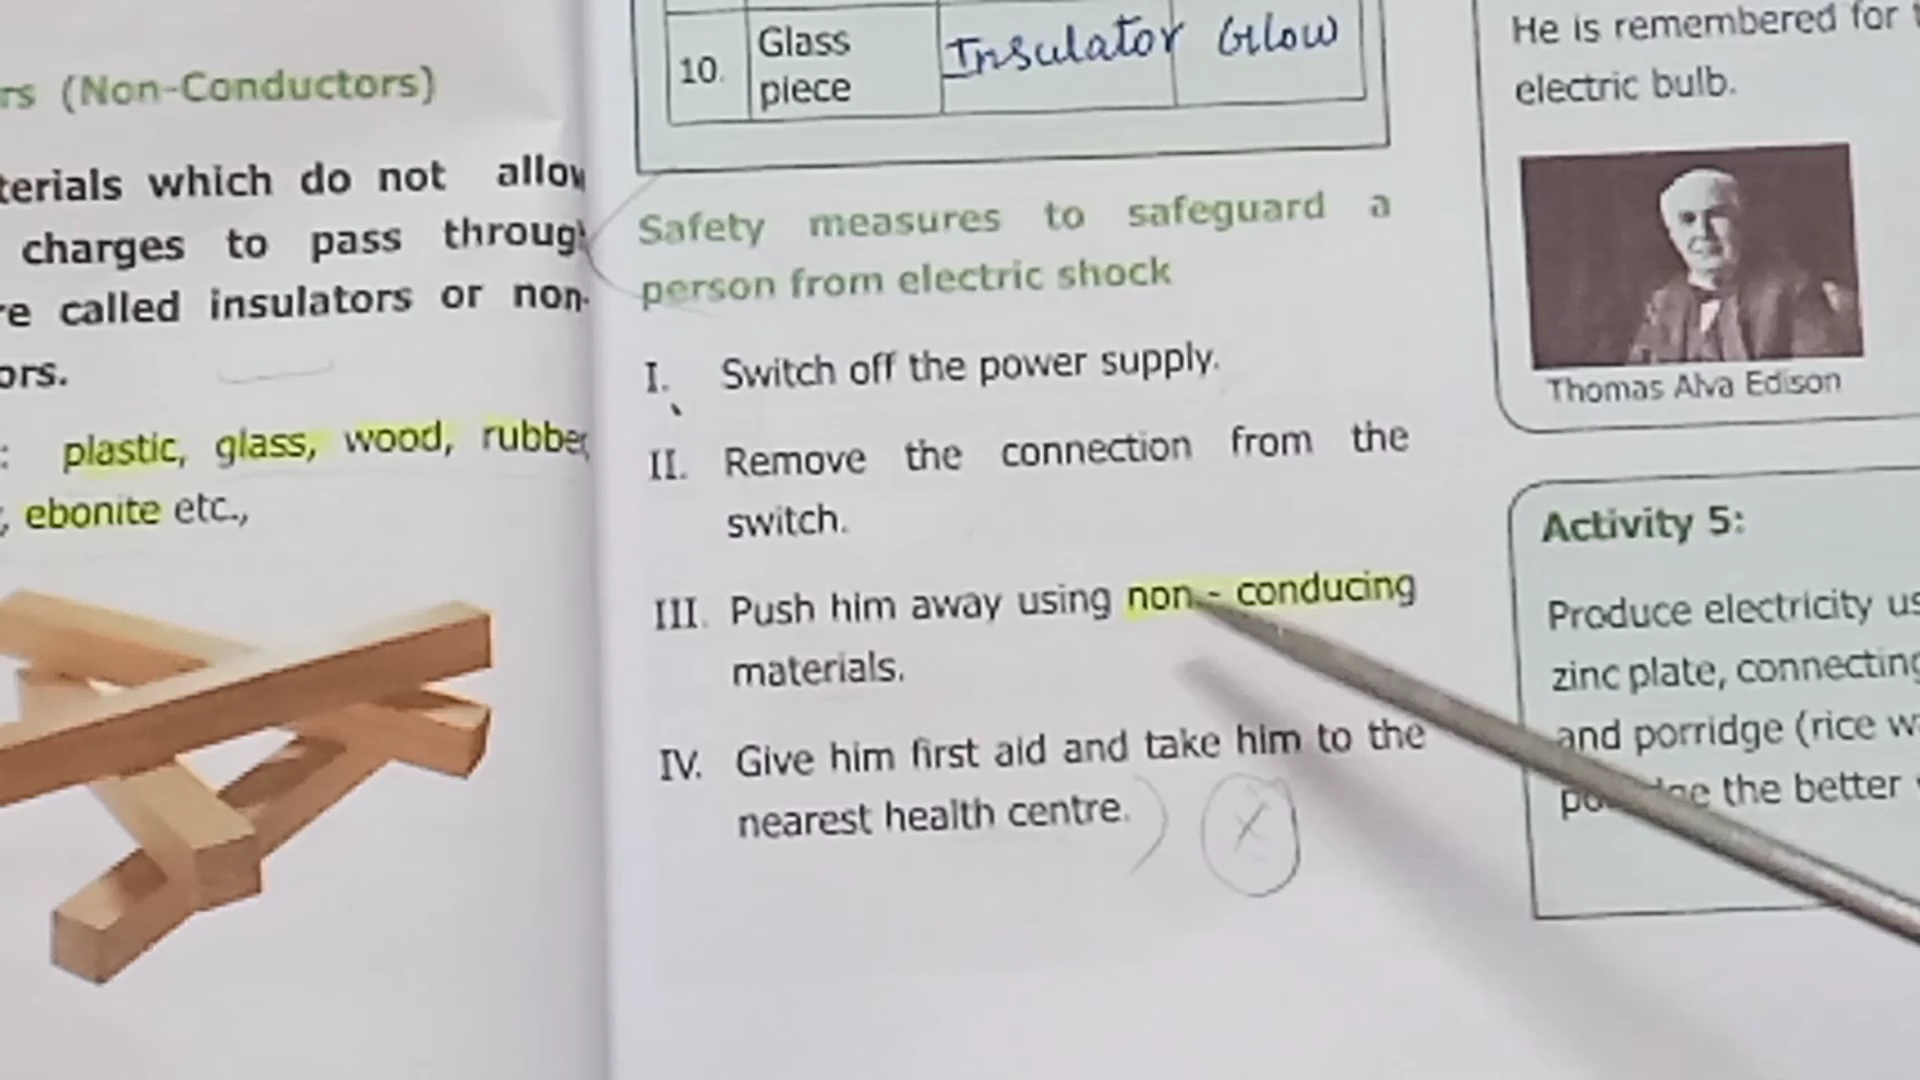 rs (Non-Conductors)
terials which do not allow
charges to pass through
re called insulators or non-
ors.
: plastic, glass, wood, rubber,
, ebonite etc.,
10. Glass piece Insulator Glow
Safety measures to safeguard a
person from electric shock
I. Switch off the power supply.
II. Remove the connection from the
switch.
III. Push him away using non - conducing
materials.
IV. Give him first aid and take him to the
nearest health centre.
X
He is remembered for t
electric bulb.
Thomas Alva Edison
Activity 5:
Produce electricity us
zinc plate, connecting
and porridge (rice w
the better